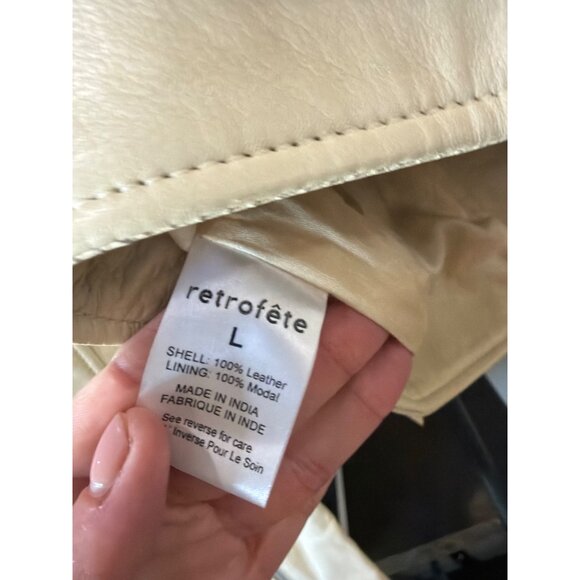 retrofête
L
SHELL: 100% Leather
LINING: 100% Modal
MADE IN INDIA
FABRIQUE IN INDE
See reverse for care
Inverse Pour Le Soin